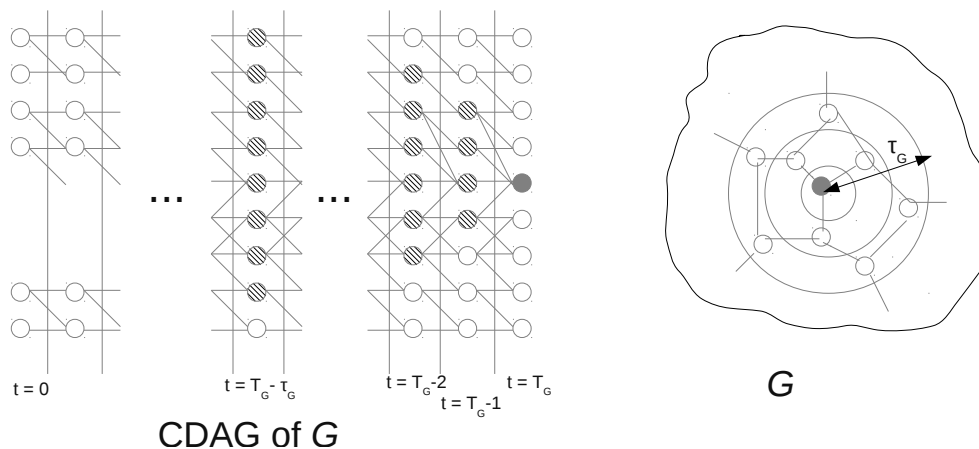 ... ...
τ_G
t = 0
t = T_G - τ_G
t = T_G-2
t = T_G-1
t = T_G
G
CDAG of G